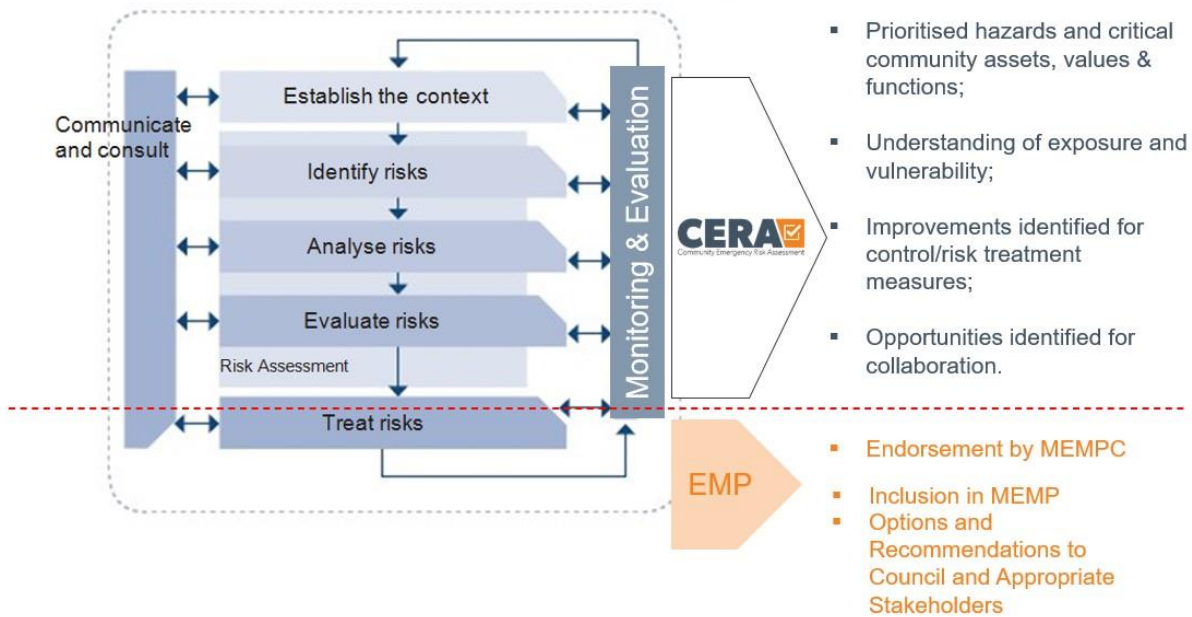 Communicate
and consult
Establish the context
Identify risks
Analyse risks
Evaluate risks
Risk Assessment
Treat risks
Monitoring & Evaluation
CERA
Community Emergency Risk Assessment
▪ Prioritised hazards and critical
community assets, values &
functions;
▪ Understanding of exposure and
vulnerability;
▪ Improvements identified for
control/risk treatment
measures;
▪ Opportunities identified for
collaboration.
EMP
▪ Endorsement by MEMPC
▪ Inclusion in MEMP
▪ Options and
Recommendations to
Council and Appropriate
Stakeholders